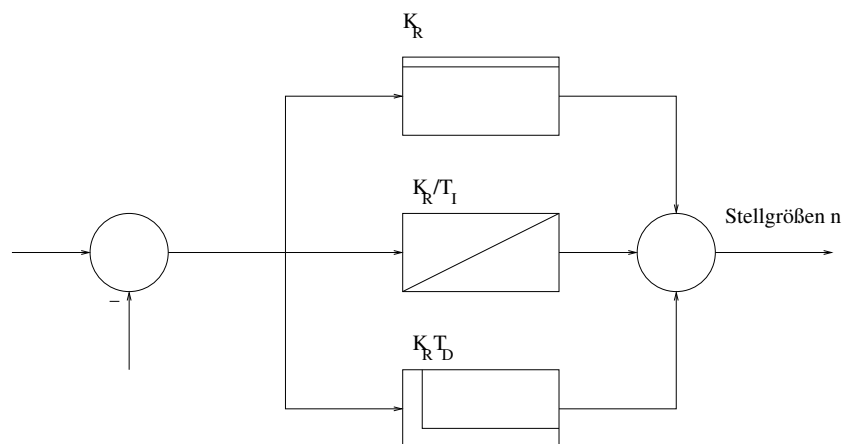 K_R
K_R/T_I
Stellgrößen n
–
K_R T_D